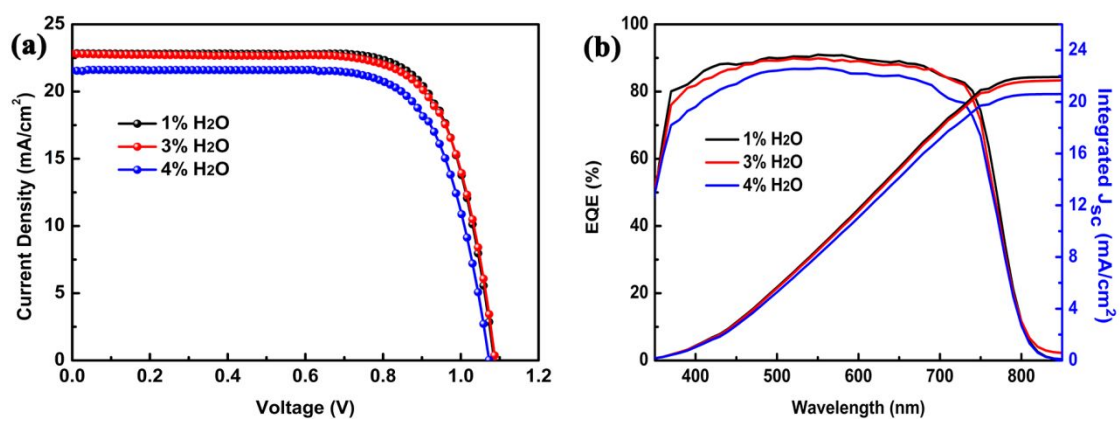 (a)
Current Density (mA/cm²)
25
20
15
10
5
0
1% H₂O
3% H₂O
4% H₂O
0.0 0.2 0.4 0.6 0.8 1.0 1.2
Voltage (V)
(b)
EQE (%)
100
80
60
40
20
0
1% H₂O
3% H₂O
4% H₂O
400 500 600 700 800
Wavelength (nm)
24
20
16
12
8
4
0
Integrated J_sc (mA/cm²)